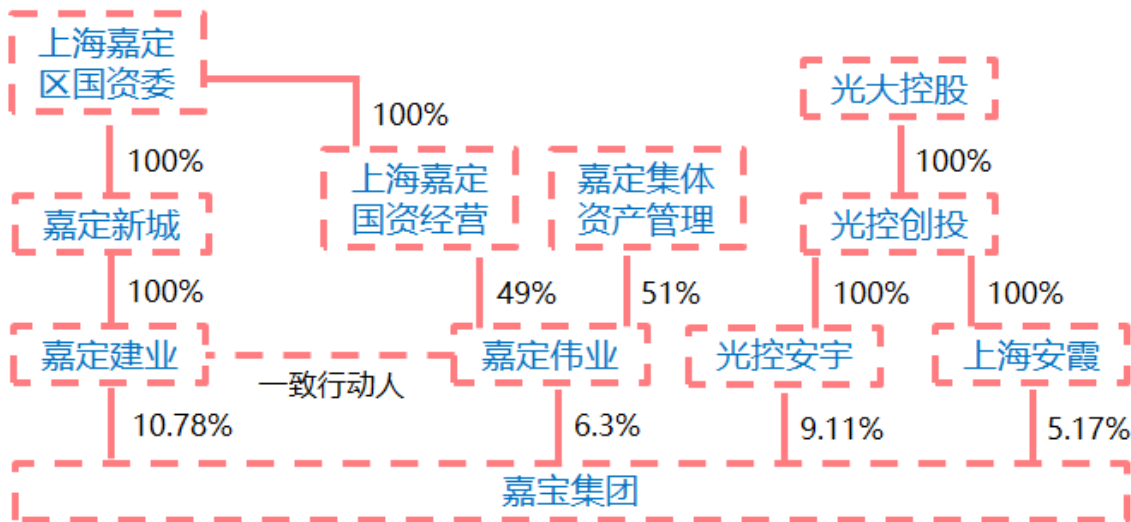 上海嘉定
区国资委
光大控股
100%
100%
100%
上海嘉定
国资经营
嘉定集体
资产管理
嘉定新城
光控创投
100%
49%
51%
100%
100%
嘉定建业
一致行动人
嘉定伟业
光控安宇
上海安霞
10.78%
6.3%
9.11%
5.17%
嘉宝集团